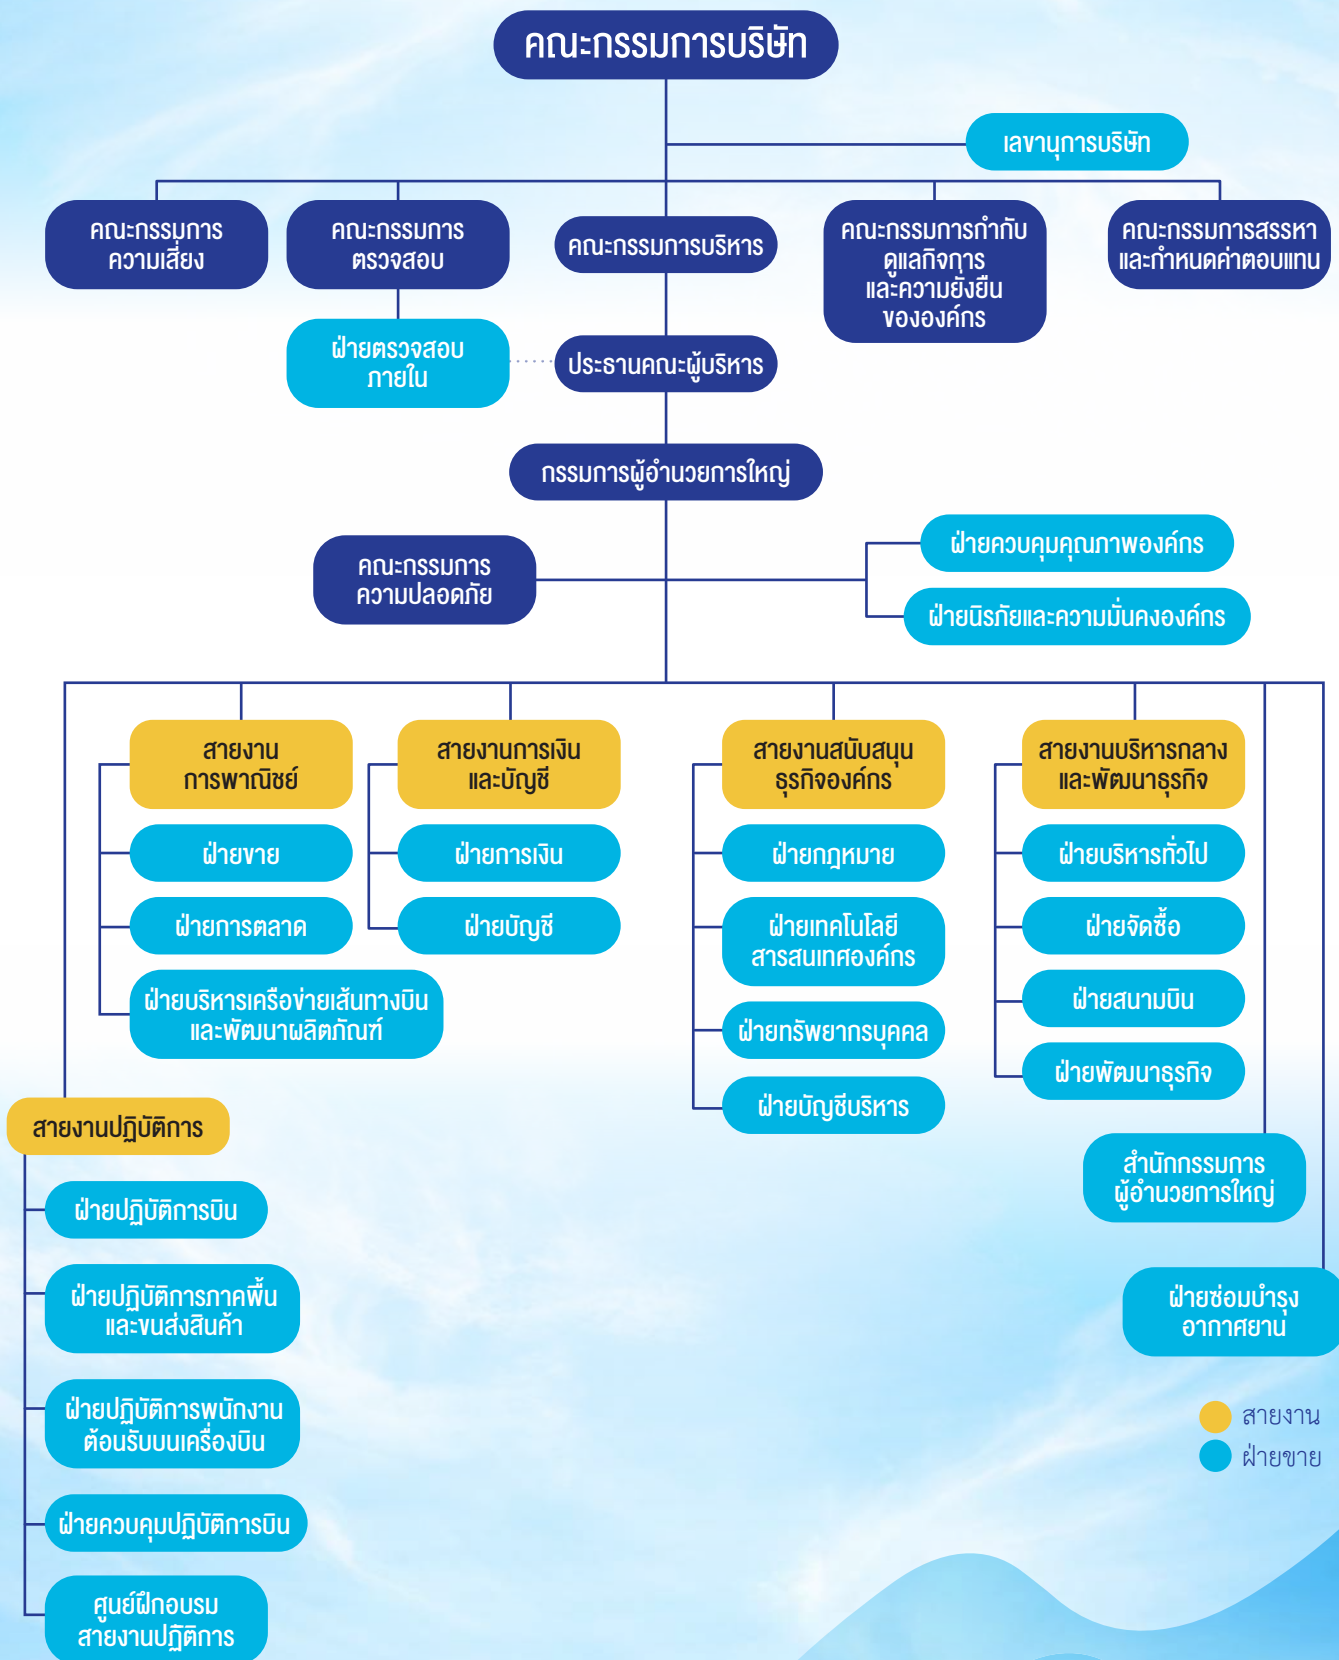 คณะกรรมการบริษัท
เลขานุการบริษัท
คณะกรรมการ
ความเสี่ยง
คณะกรรมการ
ตรวจสอบ
คณะกรรมการบริหาร
คณะกรรมการกำกับ
ดูแลกิจการ
และความยั่งยืน
ขององค์กร
คณะกรรมการสรรหา
และกำหนดค่าตอบแทน
ฝ่ายตรวจสอบ
ภายใน
ประธานคณะผู้บริหาร
กรรมการผู้อำนวยการใหญ่
คณะกรรมการ
ความปลอดภัย
ฝ่ายควบคุมคุณภาพองค์กร
ฝ่ายนิรภัยและความมั่นคงองค์กร
สายงาน
การพาณิชย์
ฝ่ายขาย
ฝ่ายการตลาด
ฝ่ายบริหารเครือข่ายเส้นทางบิน
และพัฒนาผลิตภัณฑ์
สายงานการเงิน
และบัญชี
ฝ่ายการเงิน
ฝ่ายบัญชี
สายงานสนับสนุน
ธุรกิจองค์กร
ฝ่ายกฎหมาย
ฝ่ายเทคโนโลยี
สารสนเทศองค์กร
ฝ่ายทรัพยากรบุคคล
ฝ่ายบัญชีบริหาร
สายงานบริหารกลาง
และพัฒนาธุรกิจ
ฝ่ายบริหารทั่วไป
ฝ่ายจัดซื้อ
ฝ่ายสนามบิน
ฝ่ายพัฒนาธุรกิจ
สายงานปฏิบัติการ
ฝ่ายปฏิบัติการบิน
ฝ่ายปฏิบัติการภาคพื้น
และขนส่งสินค้า
ฝ่ายปฏิบัติการพนักงาน
ต้อนรับบนเครื่องบิน
ฝ่ายควบคุมปฏิบัติการบิน
ศูนย์ฝึกอบรม
สายงานปฏิติการ
สำนักกรรมการ
ผู้อำนวยการใหญ่
ฝ่ายซ่อมบำรุง
อากาศยาน
สายงาน
ฝ่ายขาย